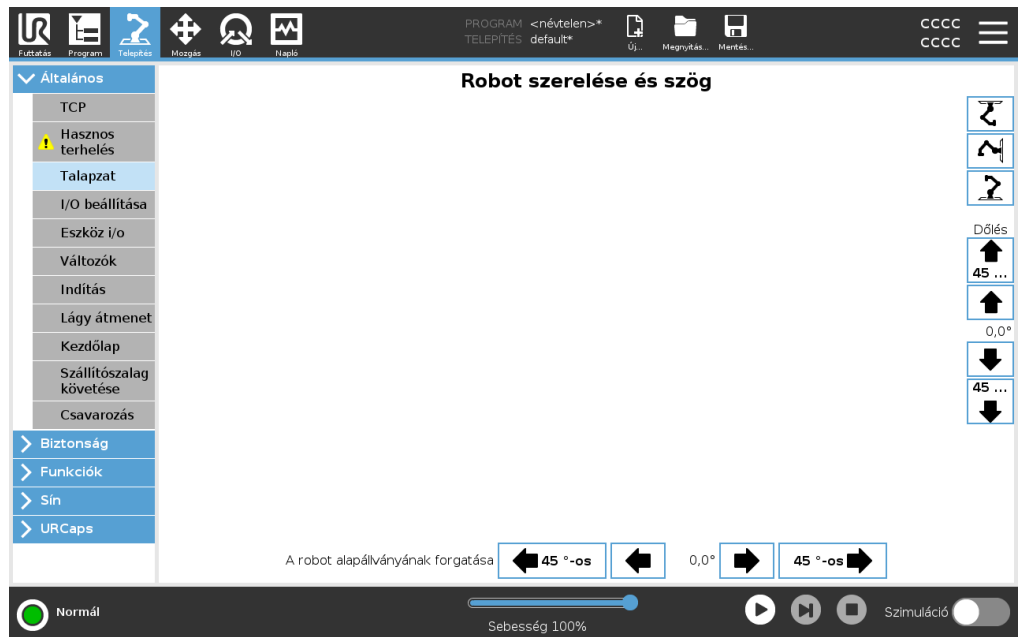 UR
PROGRAM <névtelen>*
TELEPÍTÉS default*
cccc
cccc
Futtatás
Program
Telepítés
Mozgás
I/O
Napló
Új...
Megnyitás...
Mentés...
Általános
TCP
Hasznos
terhelés
Talapzat
I/O beállítása
Eszköz i/o
Változók
Indítás
Lágy átmenet
Kezdőlap
Szállítószalag
követése
Csavarozás
Biztonság
Funkciók
Sín
URCaps
Robot szerelése és szög
Dőlés
45 ...
0,0°
45 ...
A robot alapállványának forgatása
45 °-os
0,0°
45 °-os
Normál
Sebesség 100%
Szimuláció